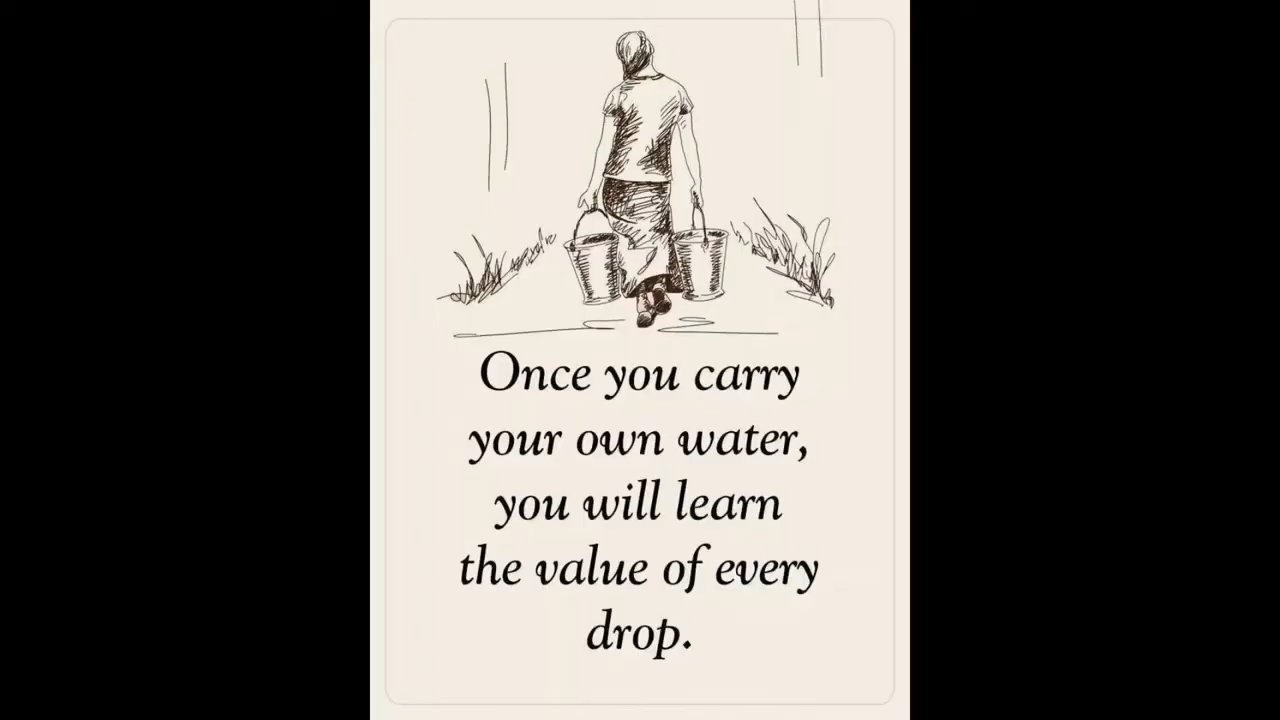 Once you carry
your own water,
you will learn
the value of every
drop.